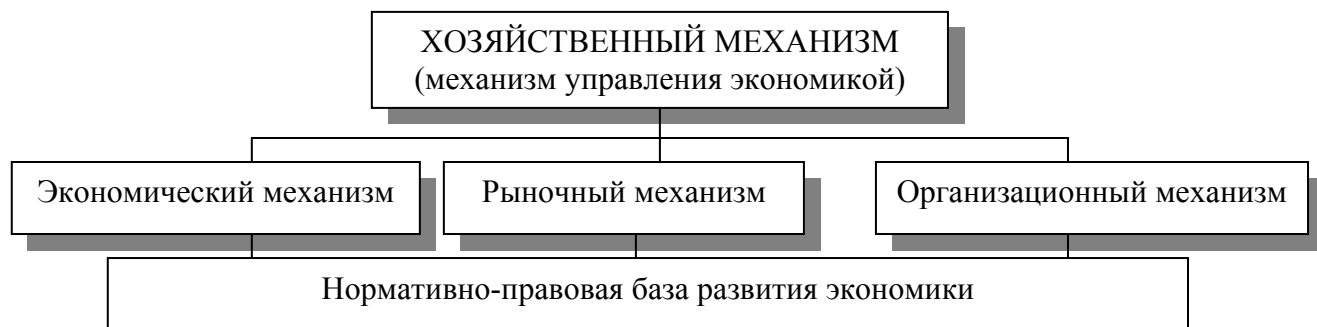 ХОЗЯЙСТВЕННЫЙ МЕХАНИЗМ
(механизм управления экономикой)
Экономический механизм
Рыночный механизм
Организационный механизм
Нормативно-правовая база развития экономики